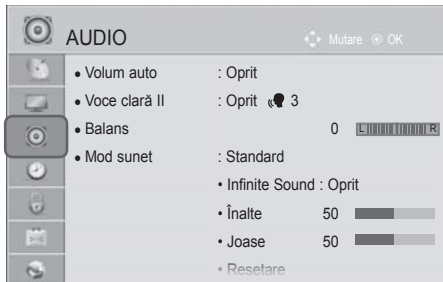 AUDIO Mutare OK
• Volum auto : Oprit
• Voce clară II : Oprit 3
• Balans 0 L R
• Mod sunet : Standard
• Infinite Sound : Oprit
• Înalte 50
• Joase 50
• Resetare